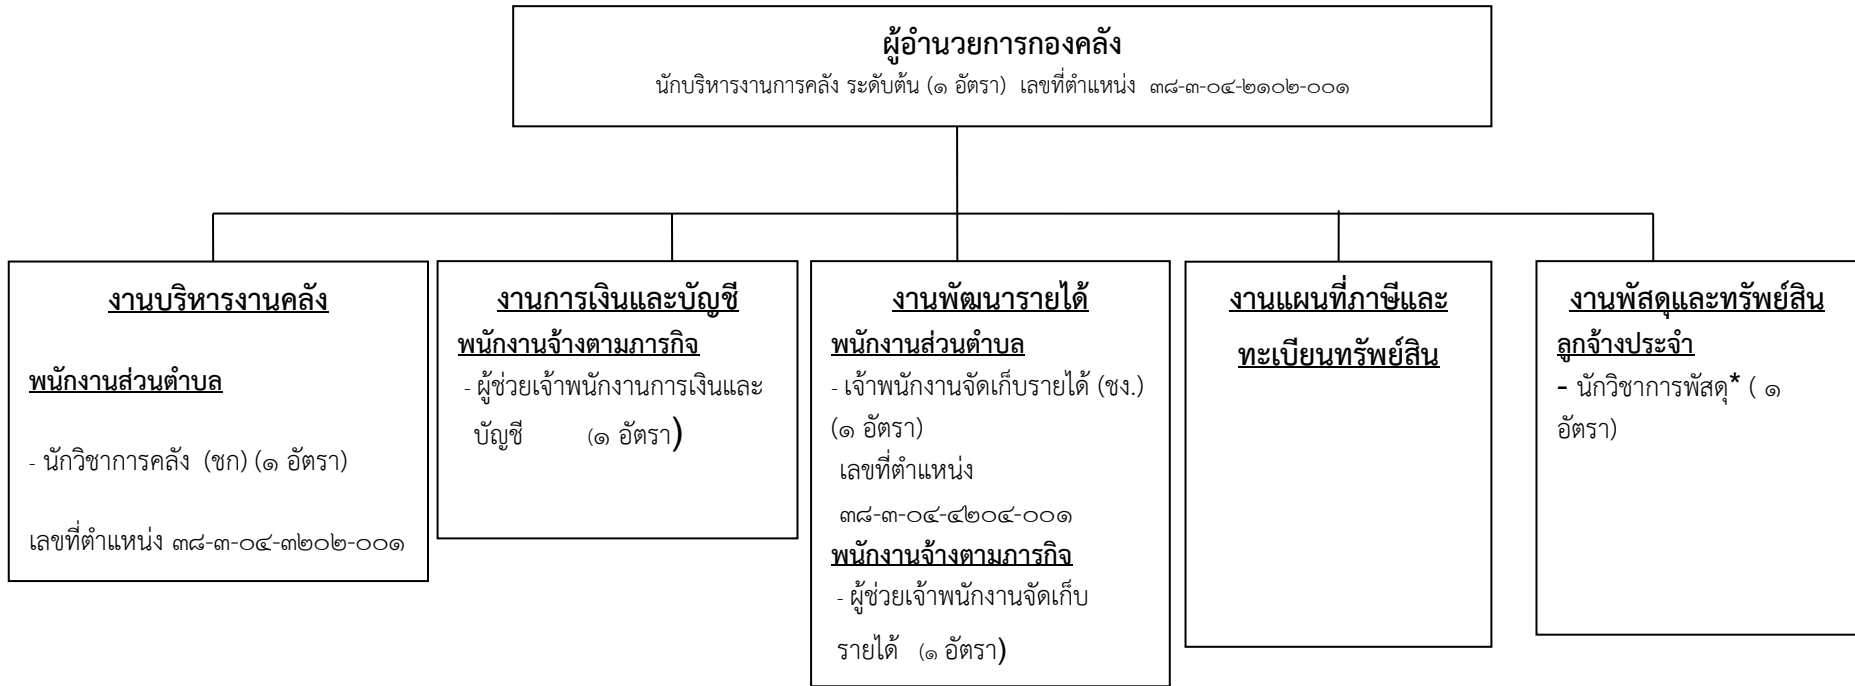 ผู้อำนวยการกองคลัง
นักบริหารงานการคลัง ระดับต้น (๑ อัตรา) เลขที่ตำแหน่ง ๓๘-๓-๐๔-๒๑๐๒-๐๐๑
งานบริหารงานคลัง
พนักงานส่วนตำบล
- นักวิชาการคลัง (ชก) (๑ อัตรา)
เลขที่ตำแหน่ง ๓๘-๓-๐๔-๓๒๐๒-๐๐๑
งานการเงินและบัญชี
พนักงานจ้างตามภารกิจ
- ผู้ช่วยเจ้าพนักงานการเงินและ
บัญชี (๑ อัตรา)
งานพัฒนารายได้
พนักงานส่วนตำบล
- เจ้าพนักงานจัดเก็บรายได้ (ชง.)
(๑ อัตรา)
เลขที่ตำแหน่ง
๓๘-๓-๐๔-๔๒๐๔-๐๐๑
พนักงานจ้างตามภารกิจ
- ผู้ช่วยเจ้าพนักงานจัดเก็บ
รายได้ (๑ อัตรา)
งานแผนที่ภาษีและ
ทะเบียนทรัพย์สิน
งานพัสดุและทรัพย์สิน
ลูกจ้างประจำ
- นักวิชาการพัสดุ* ( ๑
อัตรา)